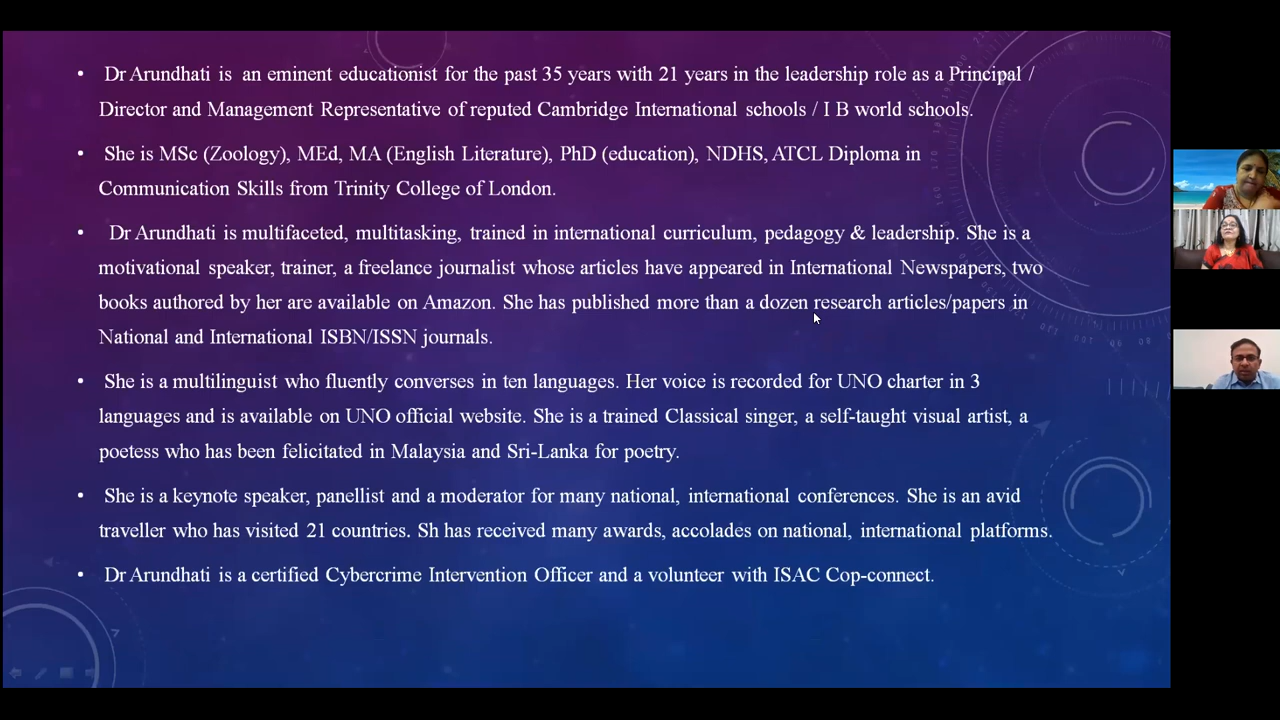 • Dr Arundhati is an eminent educationist for the past 35 years with 21 years in the leadership role as a Principal /
Director and Management Representative of reputed Cambridge International schools / I B world schools.
• She is MSc (Zoology), MEd, MA (English Literature), PhD (education), NDHS, ATCL Diploma in
Communication Skills from Trinity College of London.
• Dr Arundhati is multifaceted, multitasking, trained in international curriculum, pedagogy & leadership. She is a
motivational speaker, trainer, a freelance journalist whose articles have appeared in International Newspapers, two
books authored by her are available on Amazon. She has published more than a dozen research articles/papers in
National and International ISBN/ISSN journals.
• She is a multilinguist who fluently converses in ten languages. Her voice is recorded for UNO charter in 3
languages and is available on UNO official website. She is a trained Classical singer, a self-taught visual artist, a
poetess who has been felicitated in Malaysia and Sri-Lanka for poetry.
• She is a keynote speaker, panellist and a moderator for many national, international conferences. She is an avid
traveller who has visited 21 countries. Sh has received many awards, accolades on national, international platforms.
• Dr Arundhati is a certified Cybercrime Intervention Officer and a volunteer with ISAC Cop-connect.